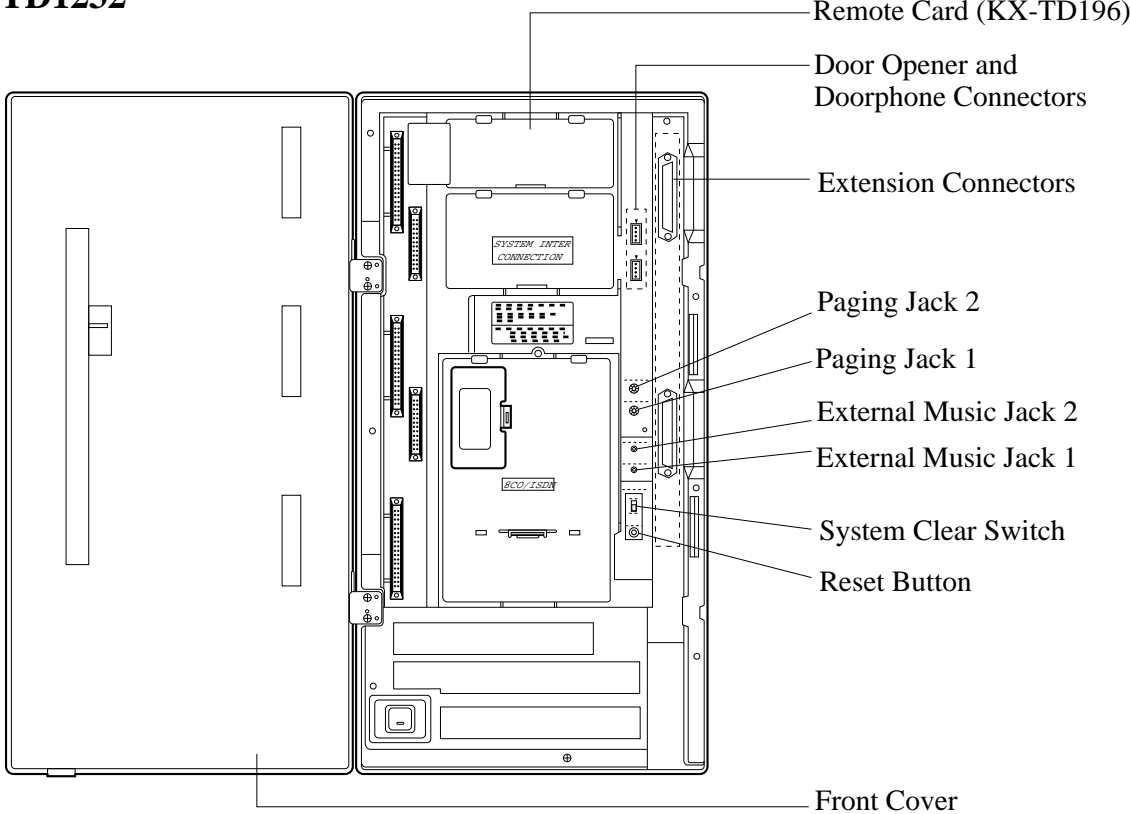 TD1232
Remote Card (KX-TD196)
Door Opener and
Doorphone Connectors
Extension Connectors
SYSTEM INTER
CONNECTION
Paging Jack 2
Paging Jack 1
External Music Jack 2
External Music Jack 1
8CO/ISDN
System Clear Switch
Reset Button
Front Cover